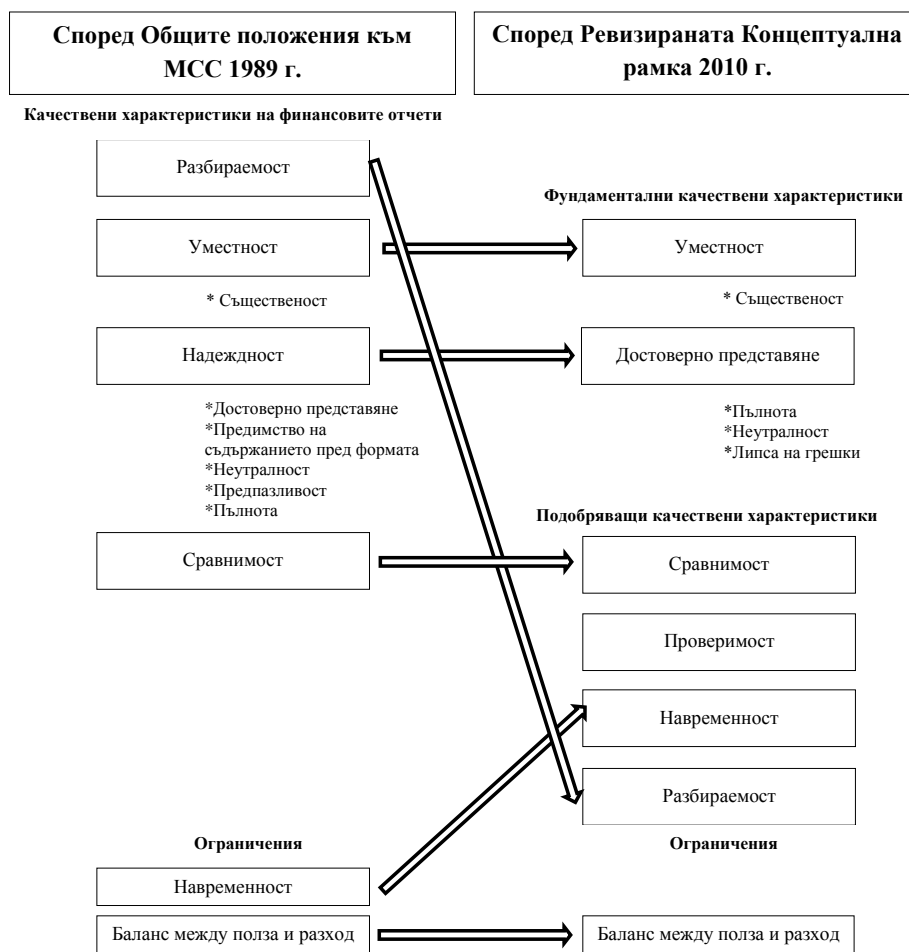 Според Общите положения към
МСС 1989 г.
Според Ревизираната Концептуална
рамка 2010 г.
Качествени характеристики на финансовите отчети
Разбираемост
Фундаментални качествени характеристики
Уместност
Уместност
* Същественост
* Същественост
Надеждност
Достоверно представяне
*Достоверно представяне
*Предимство на
съдържанието пред формата
*Неутралност
*Предпазливост
*Пълнота
*Пълнота
*Неутралност
*Липса на грешки
Подобряващи качествени характеристики
Сравнимост
Сравнимост
Проверимост
Навременност
Разбираемост
Ограничения
Ограничения
Навременност
Баланс между полза и разход
Баланс между полза и разход